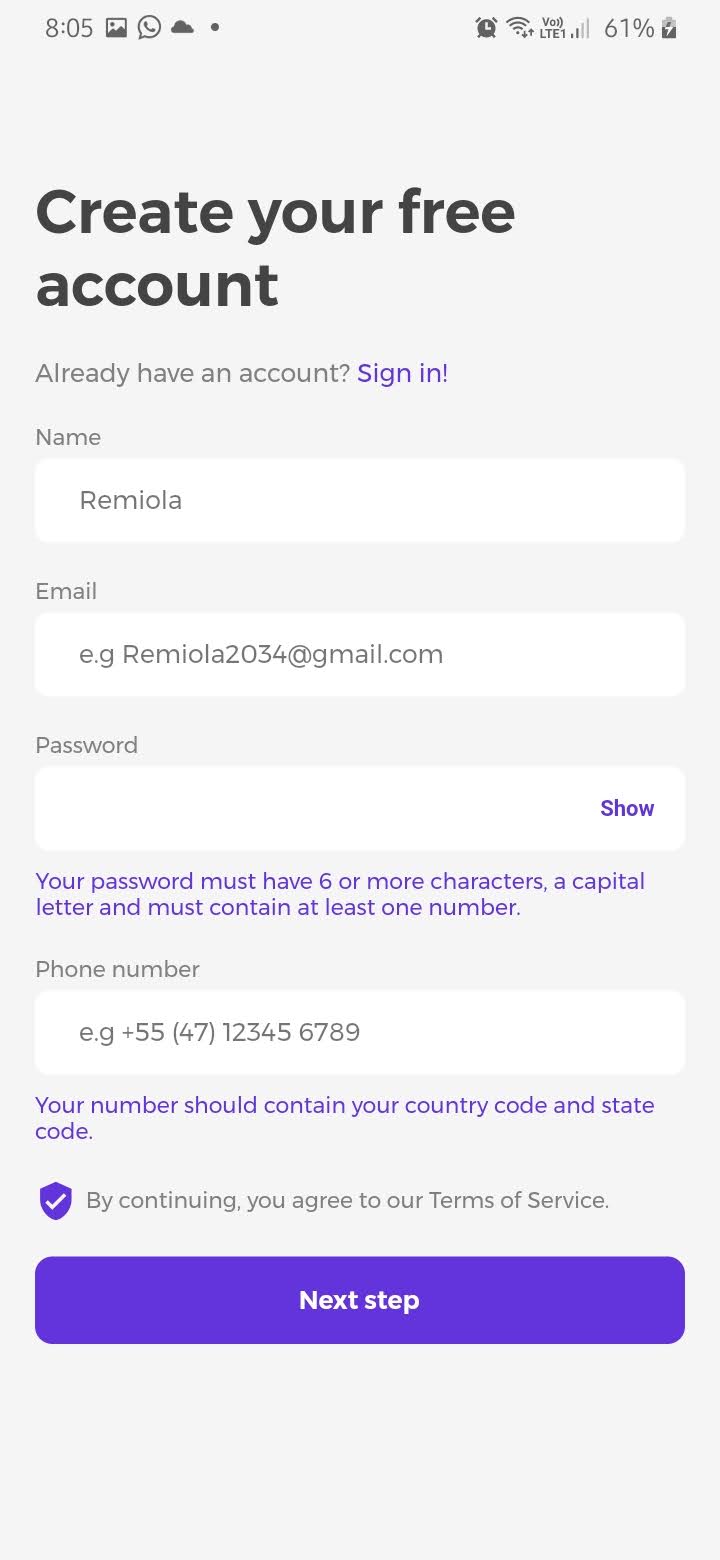 8:05
Vo))
LTE1
61%
Create your free
account
Already have an account? Sign in!
Name
Remiola
Email
e.g Remiola2034@gmail.com
Password
Show
Your password must have 6 or more characters, a capital
letter and must contain at least one number.
Phone number
e.g +55 (47) 12345 6789
Your number should contain your country code and state
code.
By continuing, you agree to our Terms of Service.
Next step